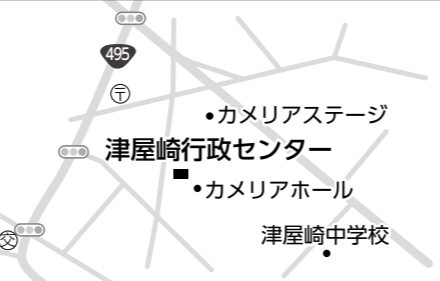 495
〒
カメリアステージ
津屋崎行政センター
カメリアホール
津屋崎中学校
交